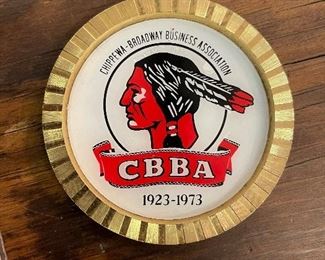 CHIPPEWA-BROADWAY BUSINESS ASSOCIATION
CBBA
1923-1973